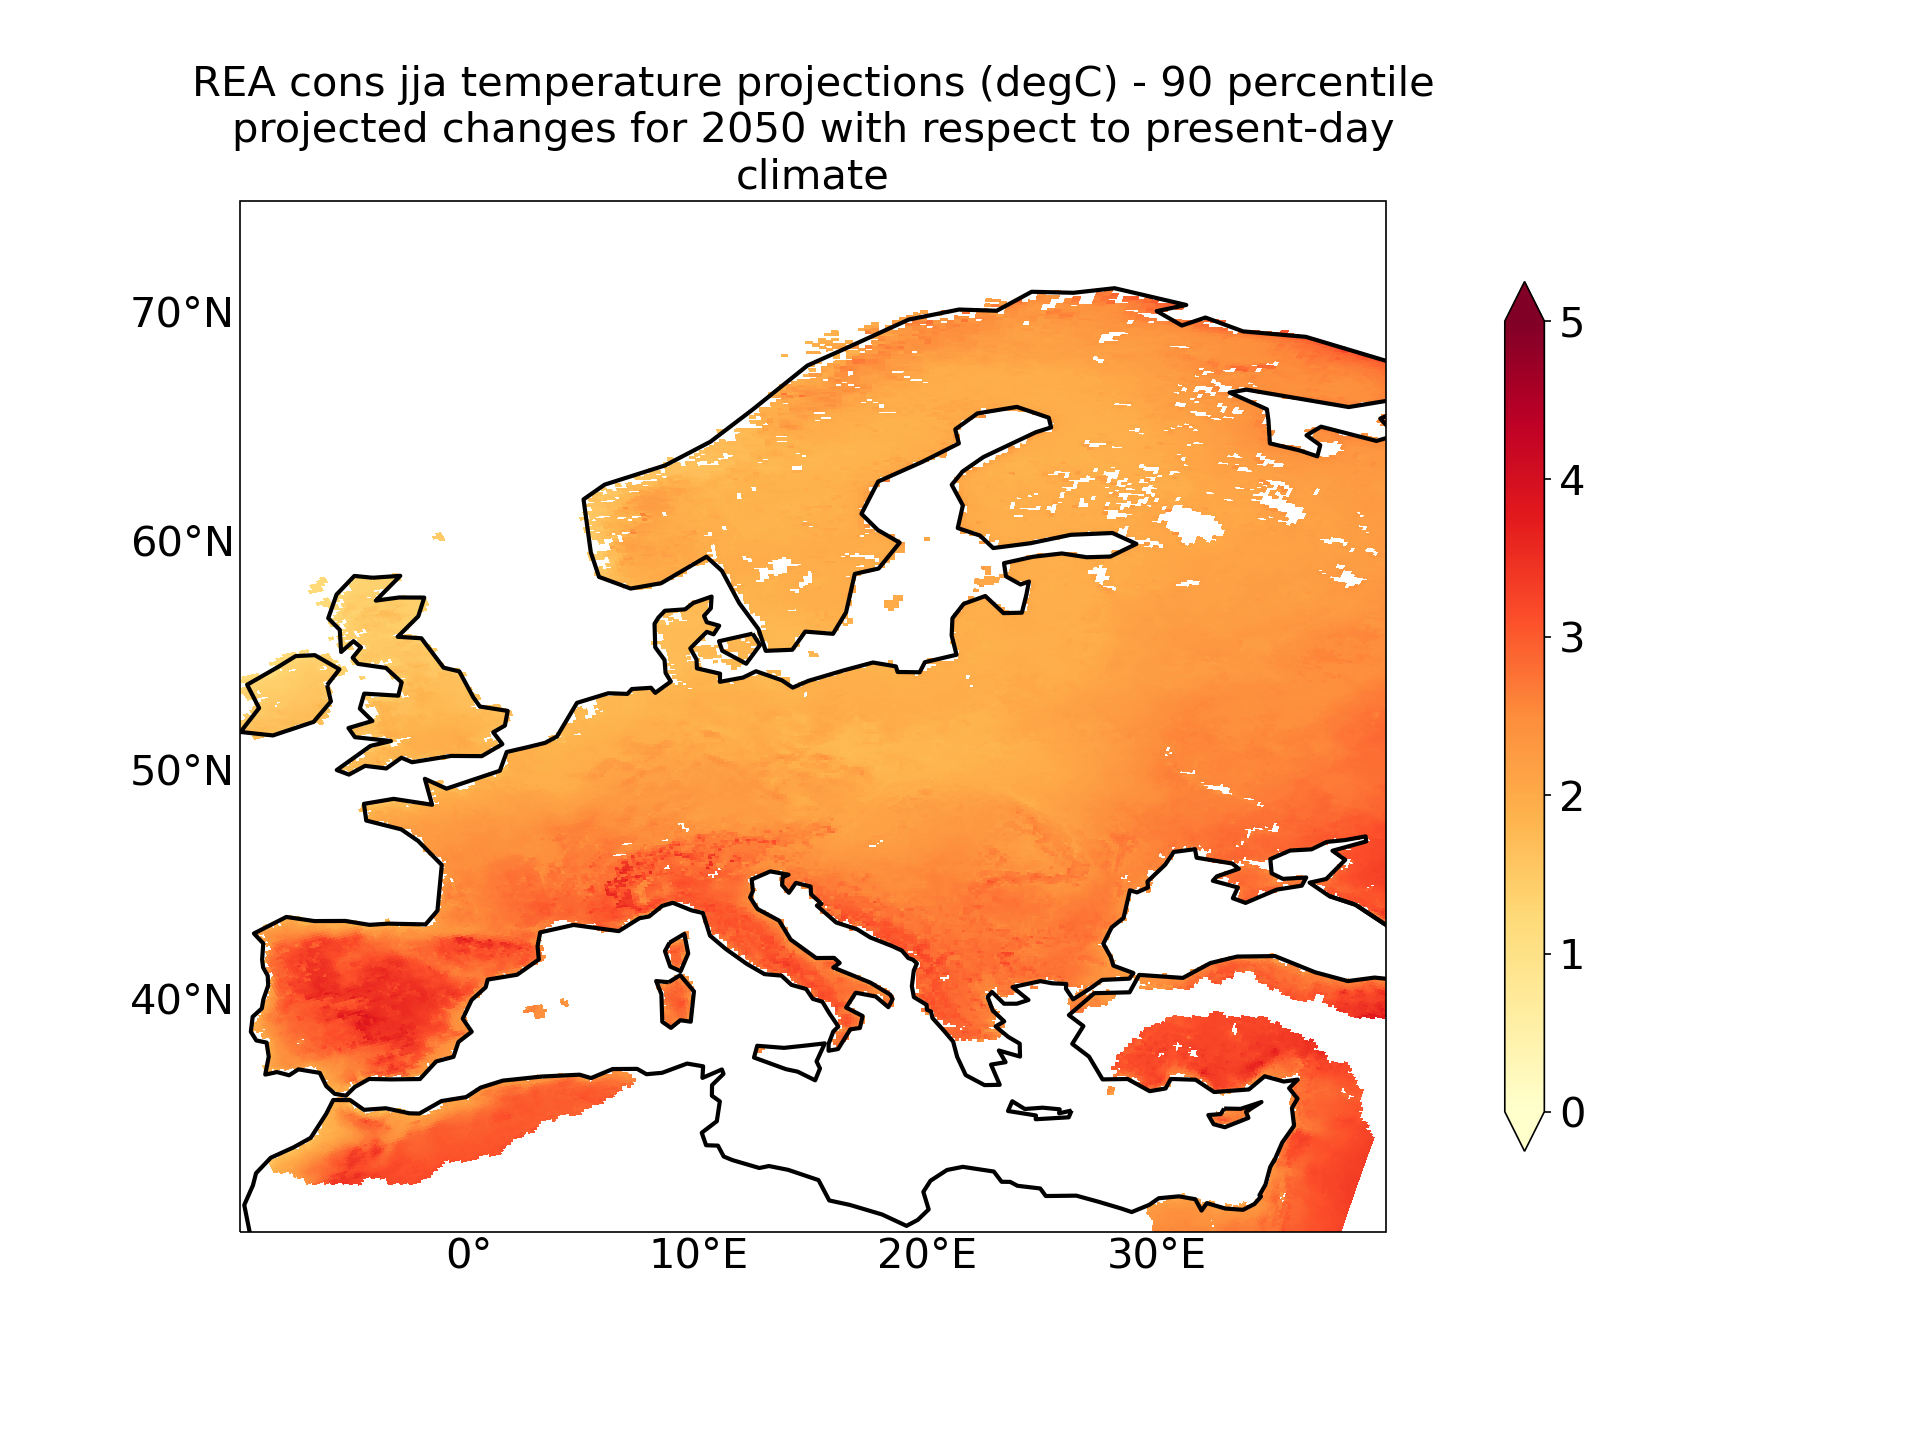 REA cons jja temperature projections (degC) - 90 percentile
projected changes for 2050 with respect to present-day
climate
70°N
60°N
50°N
40°N
0°
10°E
20°E
30°E
5
4
3
2
1
0